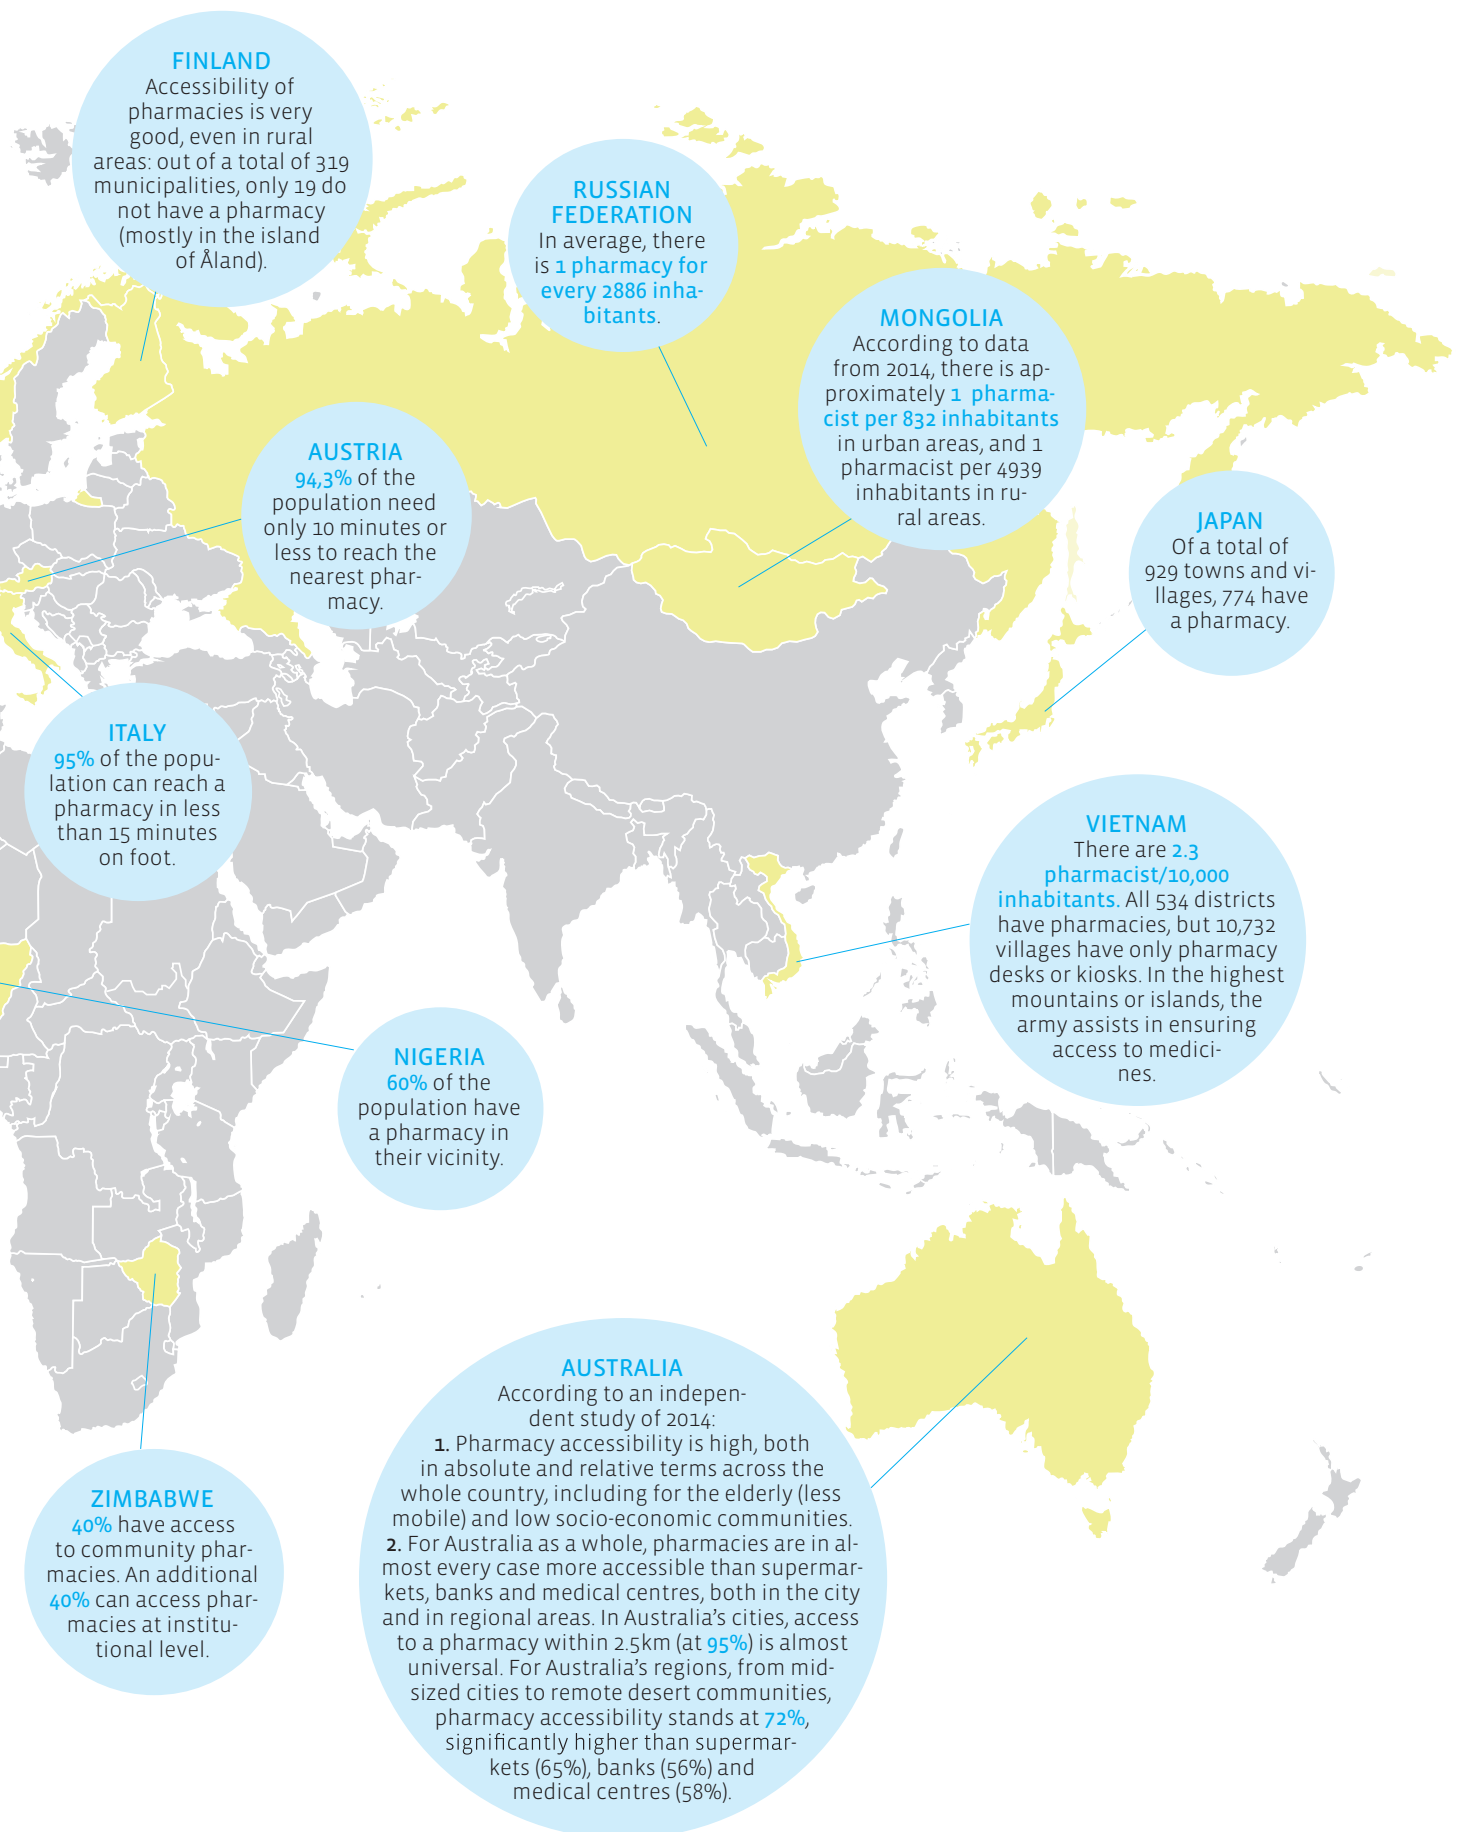 FINLAND
Accessibility of
pharmacies is very
good, even in rural
areas: out of a total of 319
municipalities, only 19 do
not have a pharmacy
(mostly in the island
of Åland).
RUSSIAN
FEDERATION
In average, there
is 1 pharmacy for
every 2886 inha-
bitants.
MONGOLIA
According to data
from 2014, there is ap-
proximately 1 pharma-
cist per 832 inhabitants
in urban areas, and 1
pharmacist per 4939
inhabitants in ru-
ral areas.
AUSTRIA
94,3% of the
population need
only 10 minutes or
less to reach the
nearest phar-
macy.
JAPAN
Of a total of
929 towns and vi-
llages, 774 have
a pharmacy.
ITALY
95% of the popu-
lation can reach a
pharmacy in less
than 15 minutes
on foot.
VIETNAM
There are 2.3
pharmacist/10,000
inhabitants. All 534 districts
have pharmacies, but 10,732
villages have only pharmacy
desks or kiosks. In the highest
mountains or islands, the
army assists in ensuring
access to medici-
nes.
NIGERIA
60% of the
population have
a pharmacy in
their vicinity.
AUSTRALIA
According to an indepen-
dent study of 2014:
1. Pharmacy accessibility is high, both
in absolute and relative terms across the
whole country, including for the elderly (less
mobile) and low socio-economic communities.
2. For Australia as a whole, pharmacies are in al-
most every case more accessible than supermar-
kets, banks and medical centres, both in the city
and in regional areas. In Australia's cities, access
to a pharmacy within 2.5km (at 95%) is almost
universal. For Australia's regions, from mid-
sized cities to remote desert communities,
pharmacy accessibility stands at 72%,
significantly higher than supermar-
kets (65%), banks (56%) and
medical centres (58%).
ZIMBABWE
40% have access
to community phar-
macies. An additional
40% can access phar-
macies at institu-
tional level.